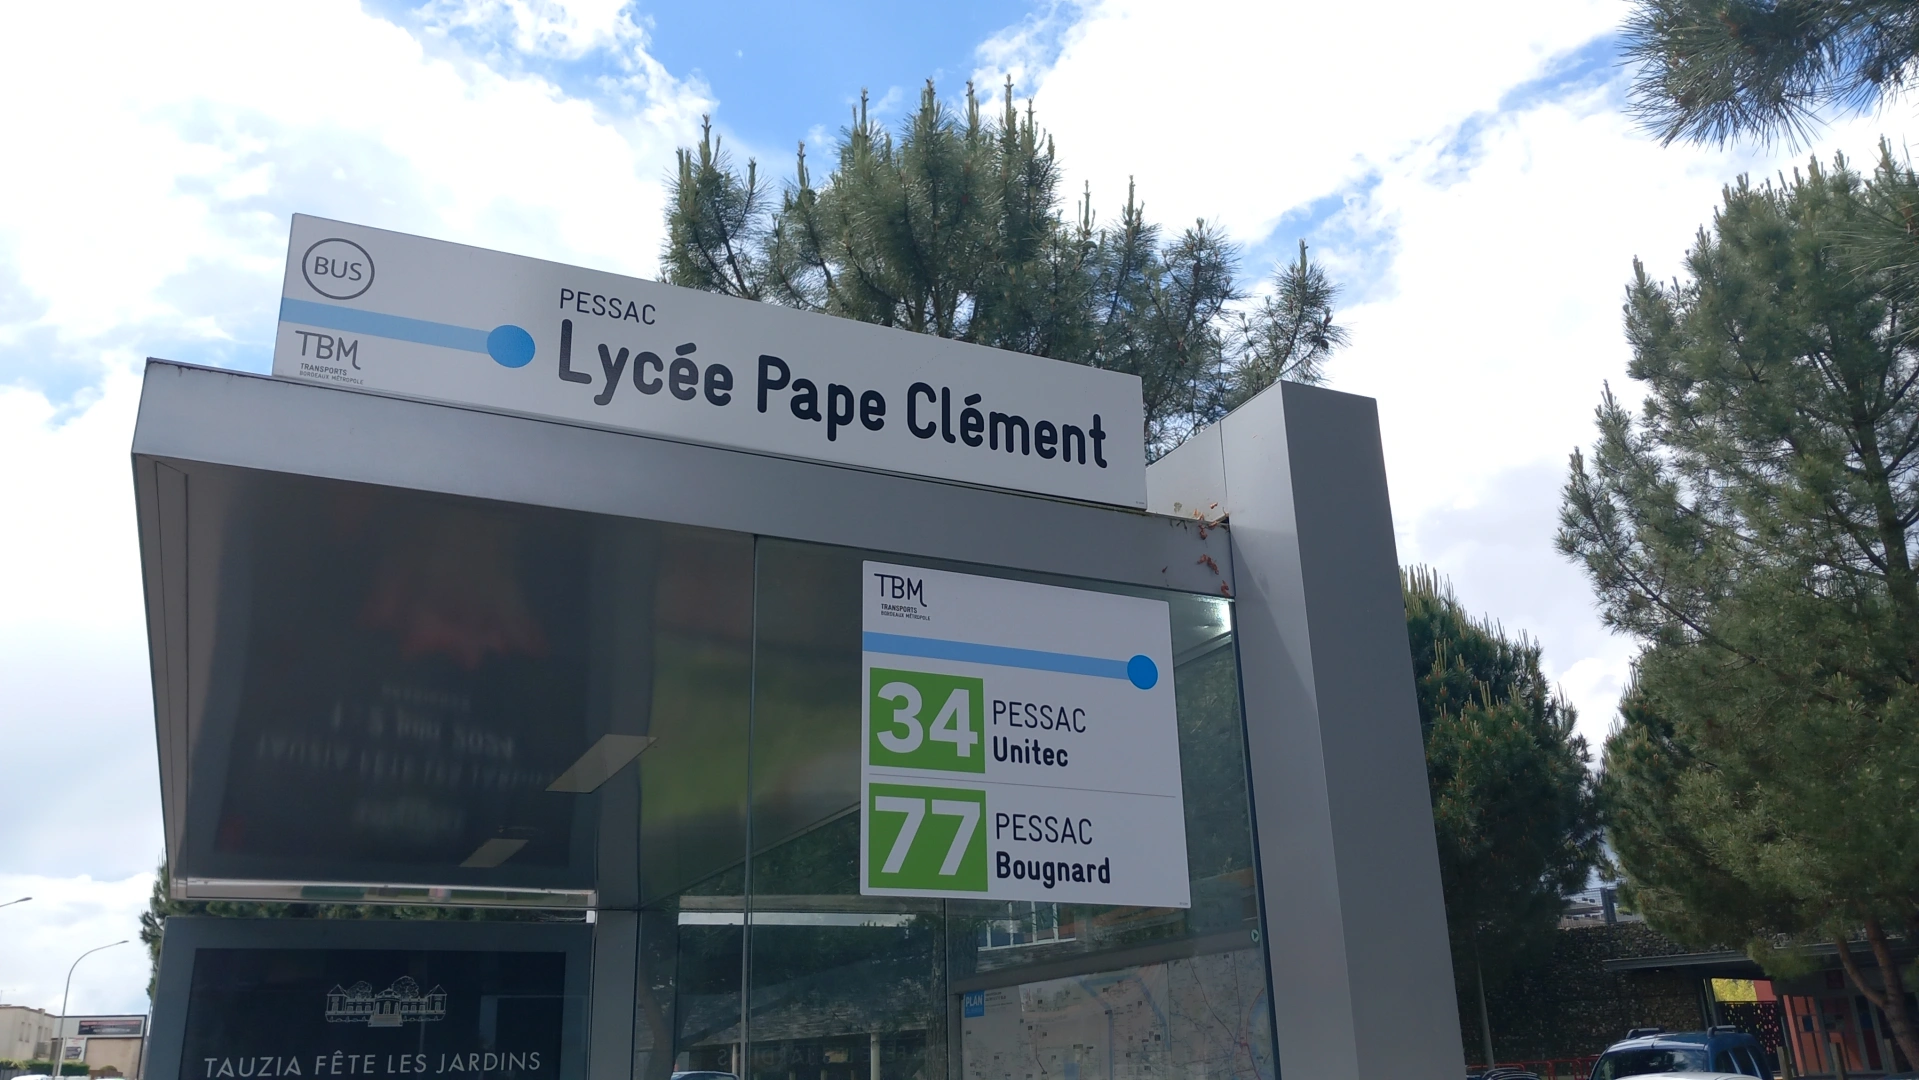 BUS
PESSAC
Lycée Pape Clément
TBM
TRANSPORTS
BORDEAUX MÉTROPOLE
TBM
TRANSPORTS
BORDEAUX MÉTROPOLE
34 PESSAC
Unitec
77 PESSAC
Bougnard
PLAN
TAUZIA FÊTE LES JARDINS